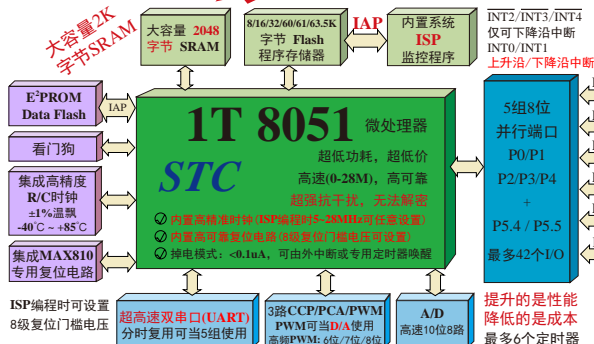 大容量2K
字节SRAM
大容量 2048
字节 SRAM
8/16/32/60/61/63.5K
字节 Flash
程序存储器
IAP
内置系统
ISP
监控程序
INT2/INT3/INT4
仅可下降沿中断
INT0/INT1
上升沿/下降沿中断
E²PROM
Data Flash
IAP
看门狗
集成高精度
R/C时钟
±1%温飘
-40℃ ~ +85℃
集成MAX810
专用复位电路
1T 8051 微处理器
STC
超低功耗，超低价
高速(0-28M)，高可靠
超强抗干扰，无法解密
内置高精准时钟(ISP编程时5~28MHz可任意设置)
内置高可靠复位电路(8级复位门槛电压可设置)
掉电模式：<0.1uA，可由外中断或专用定时器唤醒
5组8位
并行端口
P0/P1
P2/P3/P4
+
P5.4 / P5.5
最多42个I/O
ISP编程时可设置
8级复位门槛电压
超高速双串口(UART)
分时复用可当5组使用
3路CCP/PCA/PWM
PWM可当D/A使用
高频PWM: 6位/7位/8位
A/D
高速10位8路
提升的是性能
降低的是成本
最多6个定时器